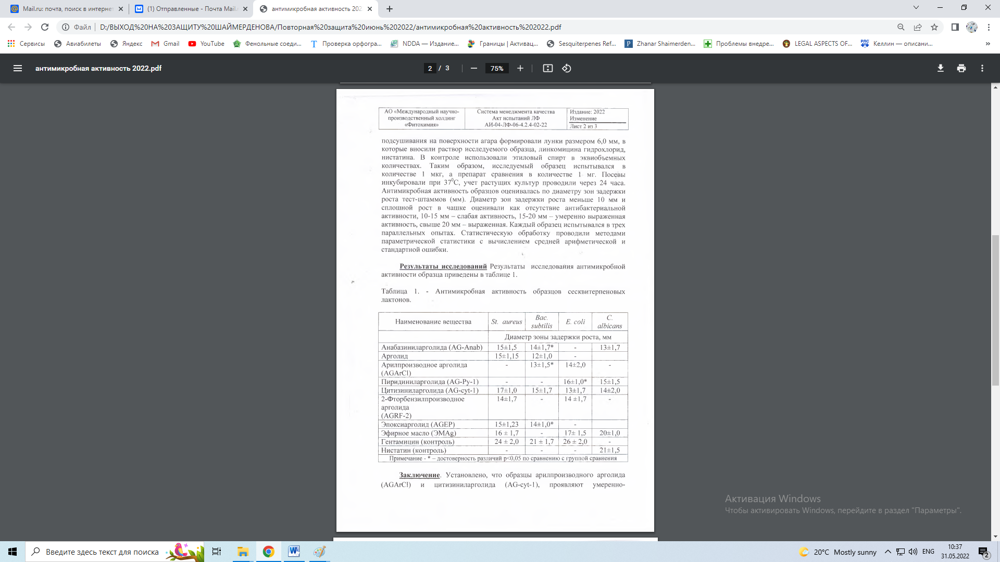 Mail.ru: почта, поиск в интернет
(1) Отправленные - Почта Mail.
антимикробная активность 202
Файл
D:/ВЫХОД%20НА%20ЗАЩИТУ%20ШАЙМЕРДЕНОВА/Повторная%20защита%20июнь%202022/антимикробная%20активность%202022.pdf
Сервисы
Авиабилеты
Яндекс
Gmail
YouTube
Фенольные соеди...
Проверка орфогра...
NDDA — Издание...
Границы | Активац...
Sesquiterpenes Ref...
Zhanar Shaimerden...
Проблемы внедре...
LEGAL ASPECTS OF...
Келлин — описани...
»
антимикробная активность 2022.pdf
2 / 3
75%
АО «Международный научно-
производственный холдинг
«Фитохимия»
Система менеджмента качества
Акт испытаний ЛФ
АИ-04-ЛФ-06-4.2.4-02-22
Издание: 2022
Изменение
Лист 2 из 3
подсушивания на поверхности агара формировали лунки размером 6,0 мм, в
которые вносили раствор исследуемого образца, линкомицина гидрохлорид,
нистатина. В контроле использовали этиловый спирт в эквиобъемных
количествах. Таким образом, исследуемый образец испытывался в
количестве 1 мкг, а препарат сравнения в количестве 1 мг. Посевы
инкубировали при 37⁰С, учет растущих культур проводили через 24 часа.
Антимикробная активность образцов оценивалась по диаметру зон задержки
роста тест-штаммов (мм). Диаметр зон задержки роста меньше 10 мм и
сплошной рост в чашке оценивали как отсутствие антибактериальной
активности, 10-15 мм – слабая активность, 15-20 мм – умеренно выраженная
активность, свыше 20 мм – выраженная. Каждый образец испытывался в трех
параллельных опытах. Статистическую обработку проводили методами
параметрической статистики с вычислением средней арифметической и
стандартной ошибки.
Результаты исследований Результаты исследования антимикробной
активности образца приведены в таблице 1.
Таблица 1. - Антимикробная активность образцов сесквитерпеновых
лактонов.
Наименование вещества St. aureus Bac. subtilis E. coli C. albicans
Диаметр зоны задержки роста, мм
Анабазиниларголида (AG-Anab) 15±1,5 14±1,7* - 13±1,7
Арголид 15±1,15 12±1,0 -
Арилпроизводное арголида
(AGArCl) - 13±1,5* 14±2,0 -
Пиридиниларголида (AG-Py-1) - - 16±1,0* 15±1,5
Цитизиниларголида (AG-cyt-1) 17±1,0 15±1,7 13±1,7 14±2,0
2-Фторбензилпроизводное
арголида
(AGRF-2) 14±1,7 - 14 ±1,7 -
Эпоксиарголид (AGEP) 15±1,23 14±1,0* -
Эфирное масло (ЭМAg) 16 ± 1,7 - 17± 1,5 20±1,0
Гентамицин (контроль) 24 ± 2,0 21 ± 1,7 26 ± 2,0 -
Нистатин (контроль) - - - 21±1,5
Примечание - * – достоверность различий р<0,05 по сравнению с группой сравнения
Заключение. Установлено, что образцы арилпроизводного арголида
(AGArCl) и цитизиниларголида (AG-cyt-1), проявляют умеренно-
Активация Windows
Чтобы активировать Windows, перейдите в раздел "Параметры".
Введите здесь текст для поиска
20°C Mostly sunny
ENG
10:37
31.05.2022
2